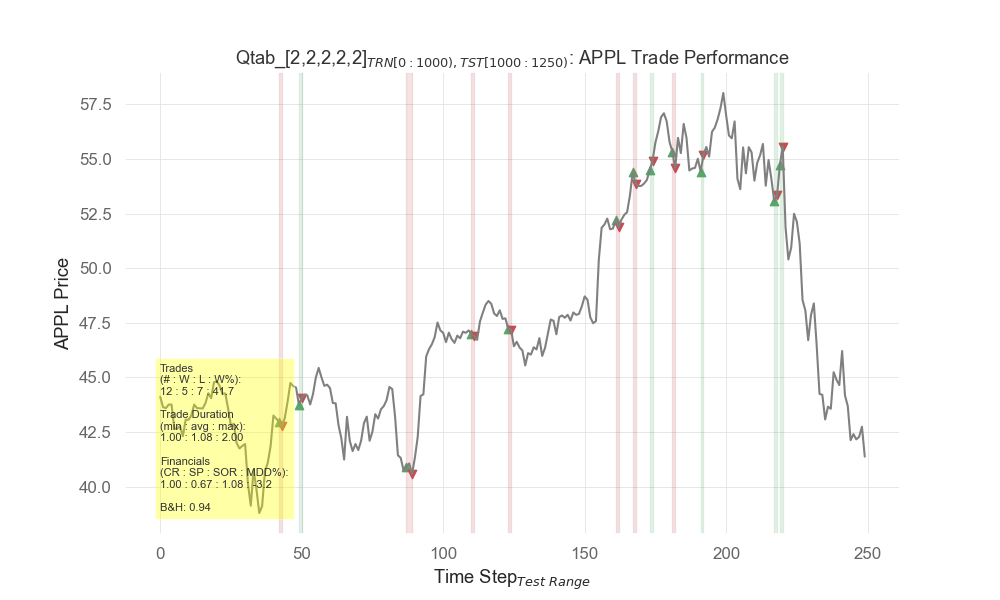 Qtab_[2,2,2,2,2]TRN[0 : 1000), TST[1000 : 1250): APPL Trade Performance
57.5
55.0
52.5
50.0
47.5
45.0
42.5
40.0
APPL Price
Trades
(# : W : L : W%):
12 : 5 : 7 : 41.7
Trade Duration
(min : avg : max):
1.00 : 1.08 : 2.00
Financials
(CR : SP : SOR : MDD%):
1.00 : 0.67 : 1.08 : -3.2
B&H: 0.94
0 50 100 150 200 250
Time StepTest Range